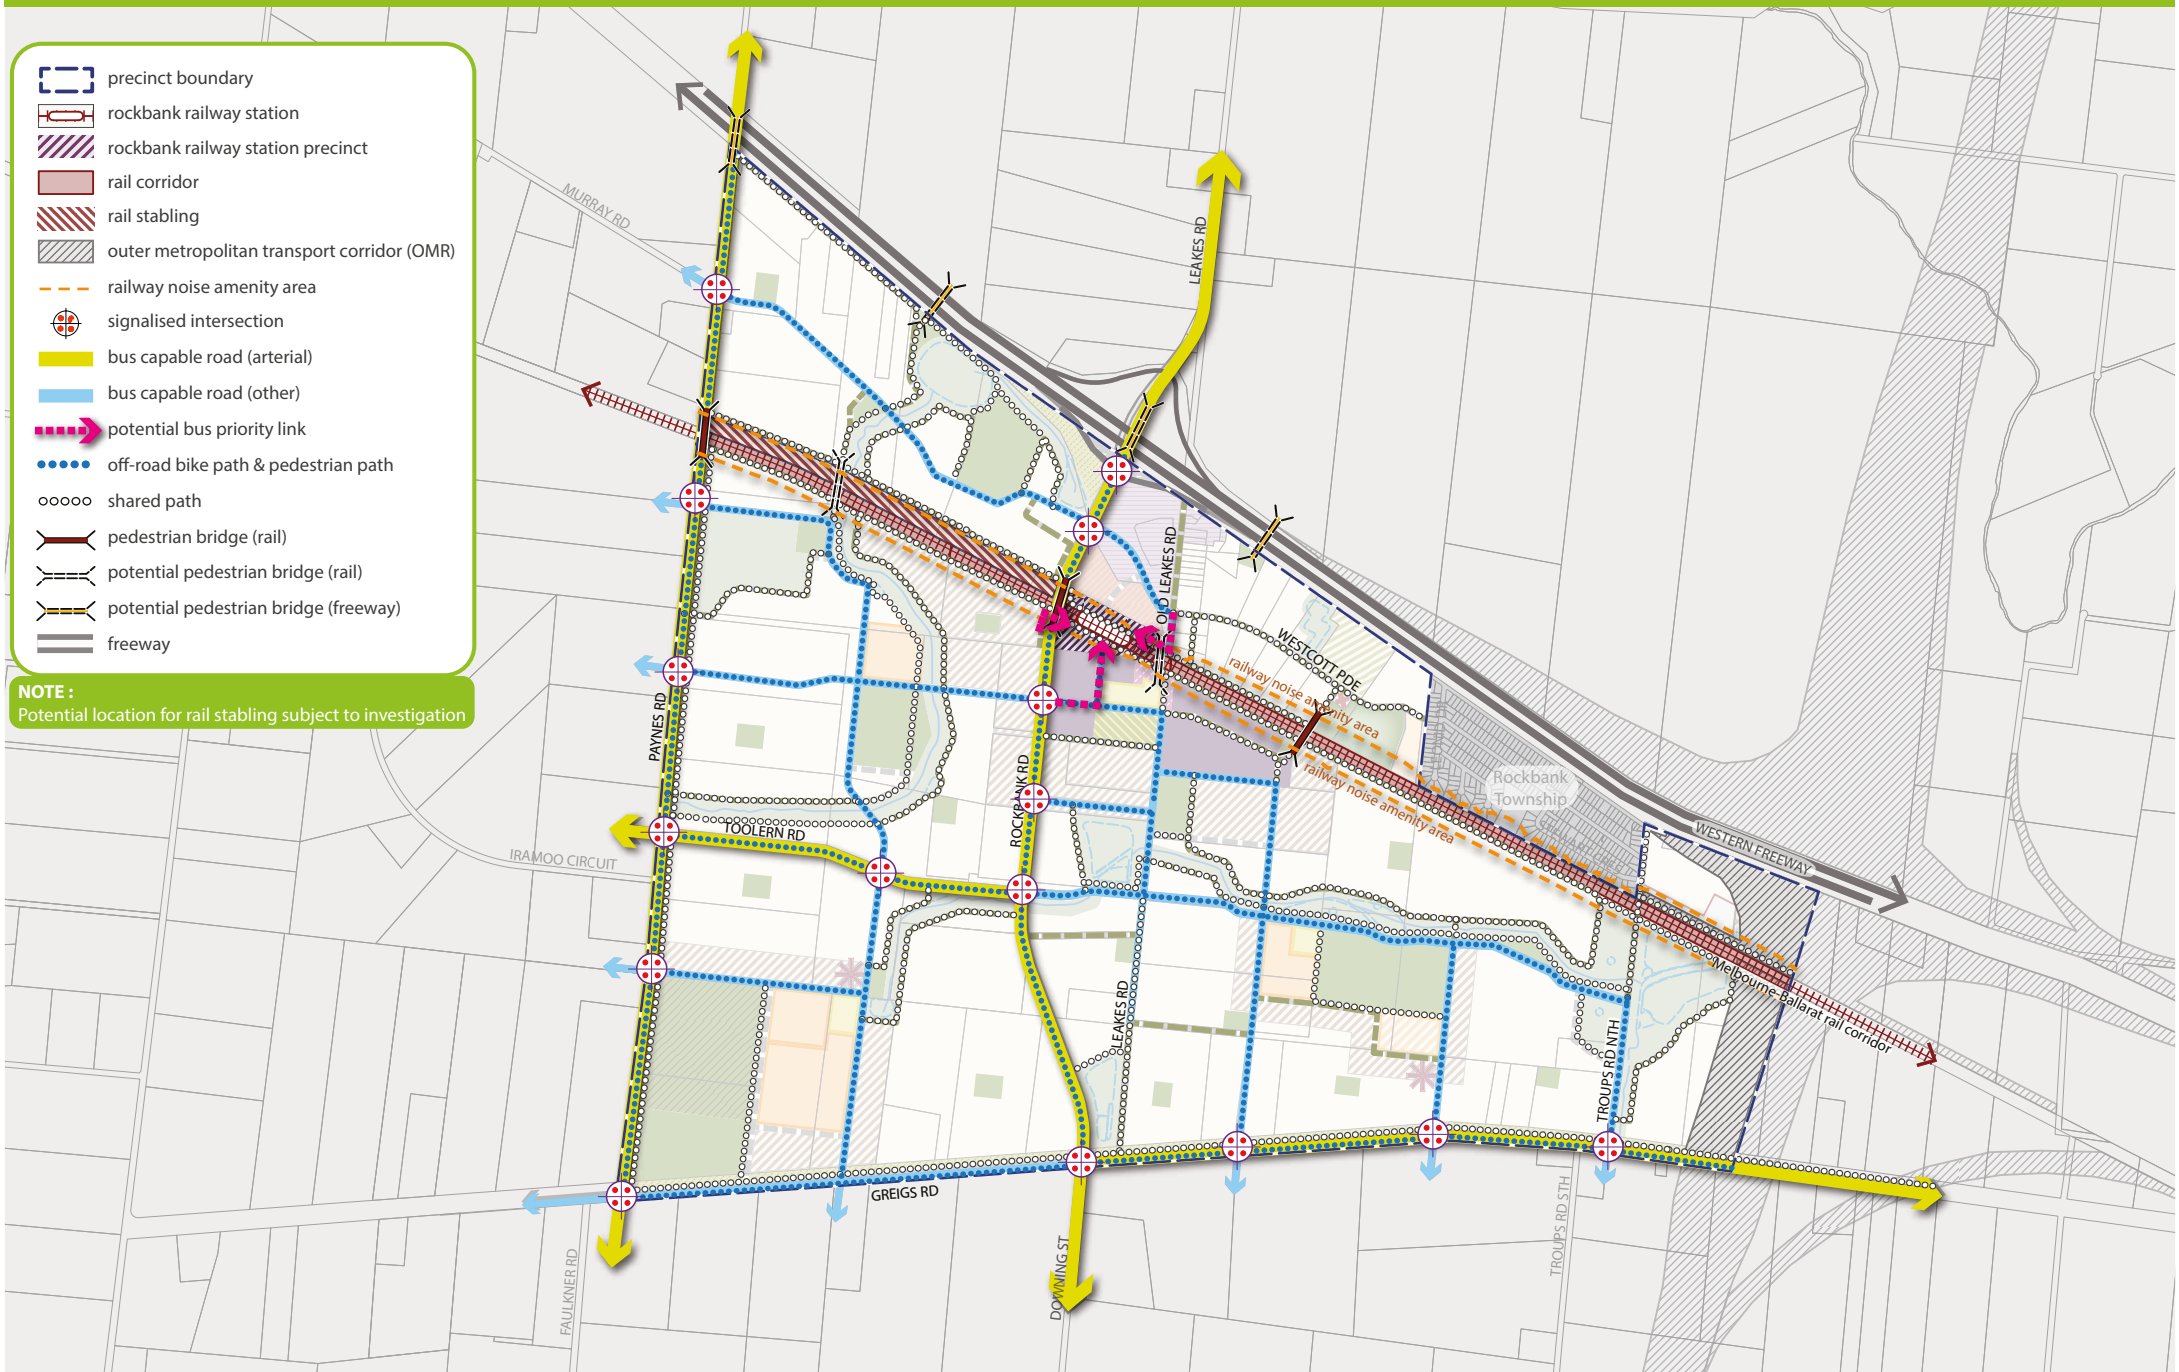 precinct boundary
rockbank railway station
rockbank railway station precinct
rail corridor
rail stabling
outer metropolitan transport corridor (OMR)
railway noise amenity area
signalised intersection
bus capable road (arterial)
bus capable road (other)
potential bus priority link
off-road bike path & pedestrian path
shared path
pedestrian bridge (rail)
potential pedestrian bridge (rail)
potential pedestrian bridge (freeway)
freeway
NOTE :
Potential location for rail stabling subject to investigation
MURRAY RD
LEAKES RD
OLD LEAKES RD
WESTCOTT PDE
railway noise amenity area
railway noise amenity area
PAYNES RD
ROCKBANK RD
Rockbank
Township
TOOLERN RD
IRAMOO CIRCUIT
WESTERN FREEWAY
Melbourne-Ballarat rail corridor
LEAKES RD
TROUPS RD NTH
GREIGS RD
TROUPS RD STH
FAULKNER RD
DOWNING ST